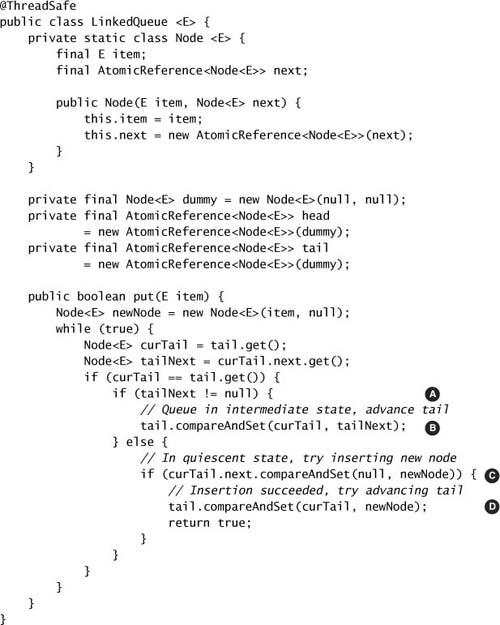 @ThreadSafe
public class LinkedQueue <E> {
    private static class Node <E> {
        final E item;
        final AtomicReference<Node<E>> next;

        public Node(E item, Node<E> next) {
            this.item = item;
            this.next = new AtomicReference<Node<E>>(next);
        }
    }

    private final Node<E> dummy = new Node<E>(null, null);
    private final AtomicReference<Node<E>> head
            = new AtomicReference<Node<E>>(dummy);
    private final AtomicReference<Node<E>> tail
            = new AtomicReference<Node<E>>(dummy);

    public boolean put(E item) {
        Node<E> newNode = new Node<E>(item, null);
        while (true) {
            Node<E> curTail = tail.get();
            Node<E> tailNext = curTail.next.get();
            if (curTail == tail.get()) {
                if (tailNext != null) { A
                    // Queue in intermediate state, advance tail
                    tail.compareAndSet(curTail, tailNext); B
                } else {
                    // In quiescent state, try inserting new node
                    if (curTail.next.compareAndSet(null, newNode)) { C
                        // Insertion succeeded, try advancing tail
                        tail.compareAndSet(curTail, newNode); D
                        return true;
                    }
                }
            }
        }
    }
}